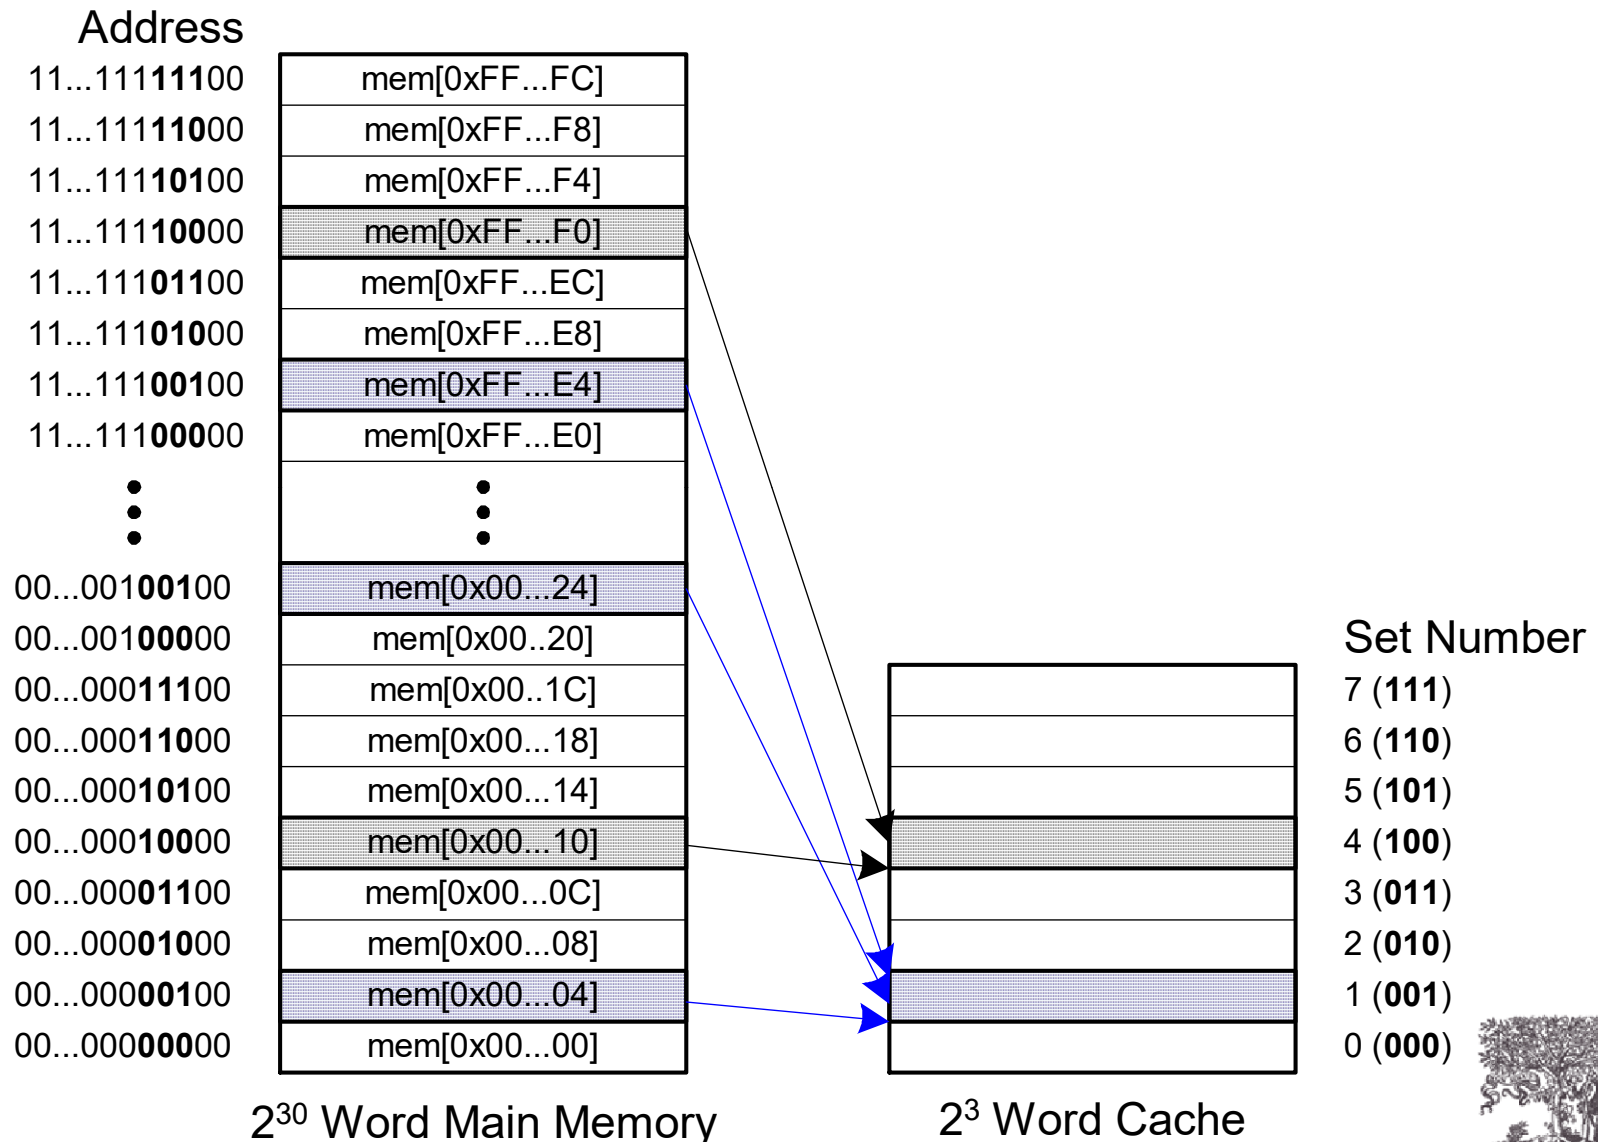 Address
11...11111100 mem[0xFF...FC]
11...11111000 mem[0xFF...F8]
11...11110100 mem[0xFF...F4]
11...11110000 mem[0xFF...F0]
11...11101100 mem[0xFF...EC]
11...11101000 mem[0xFF...E8]
11...11100100 mem[0xFF...E4]
11...11100000 mem[0xFF...E0]
00...00100100 mem[0x00...24]
00...00100000 mem[0x00..20]
Set Number
00...00011100 mem[0x00..1C] 7 (111)
00...00011000 mem[0x00...18] 6 (110)
00...00010100 mem[0x00...14] 5 (101)
00...00010000 mem[0x00...10] 4 (100)
00...00001100 mem[0x00...0C] 3 (011)
00...00001000 mem[0x00...08] 2 (010)
00...00000100 mem[0x00...04] 1 (001)
00...00000000 mem[0x00...00] 0 (000)
2³⁰ Word Main Memory 2³ Word Cache